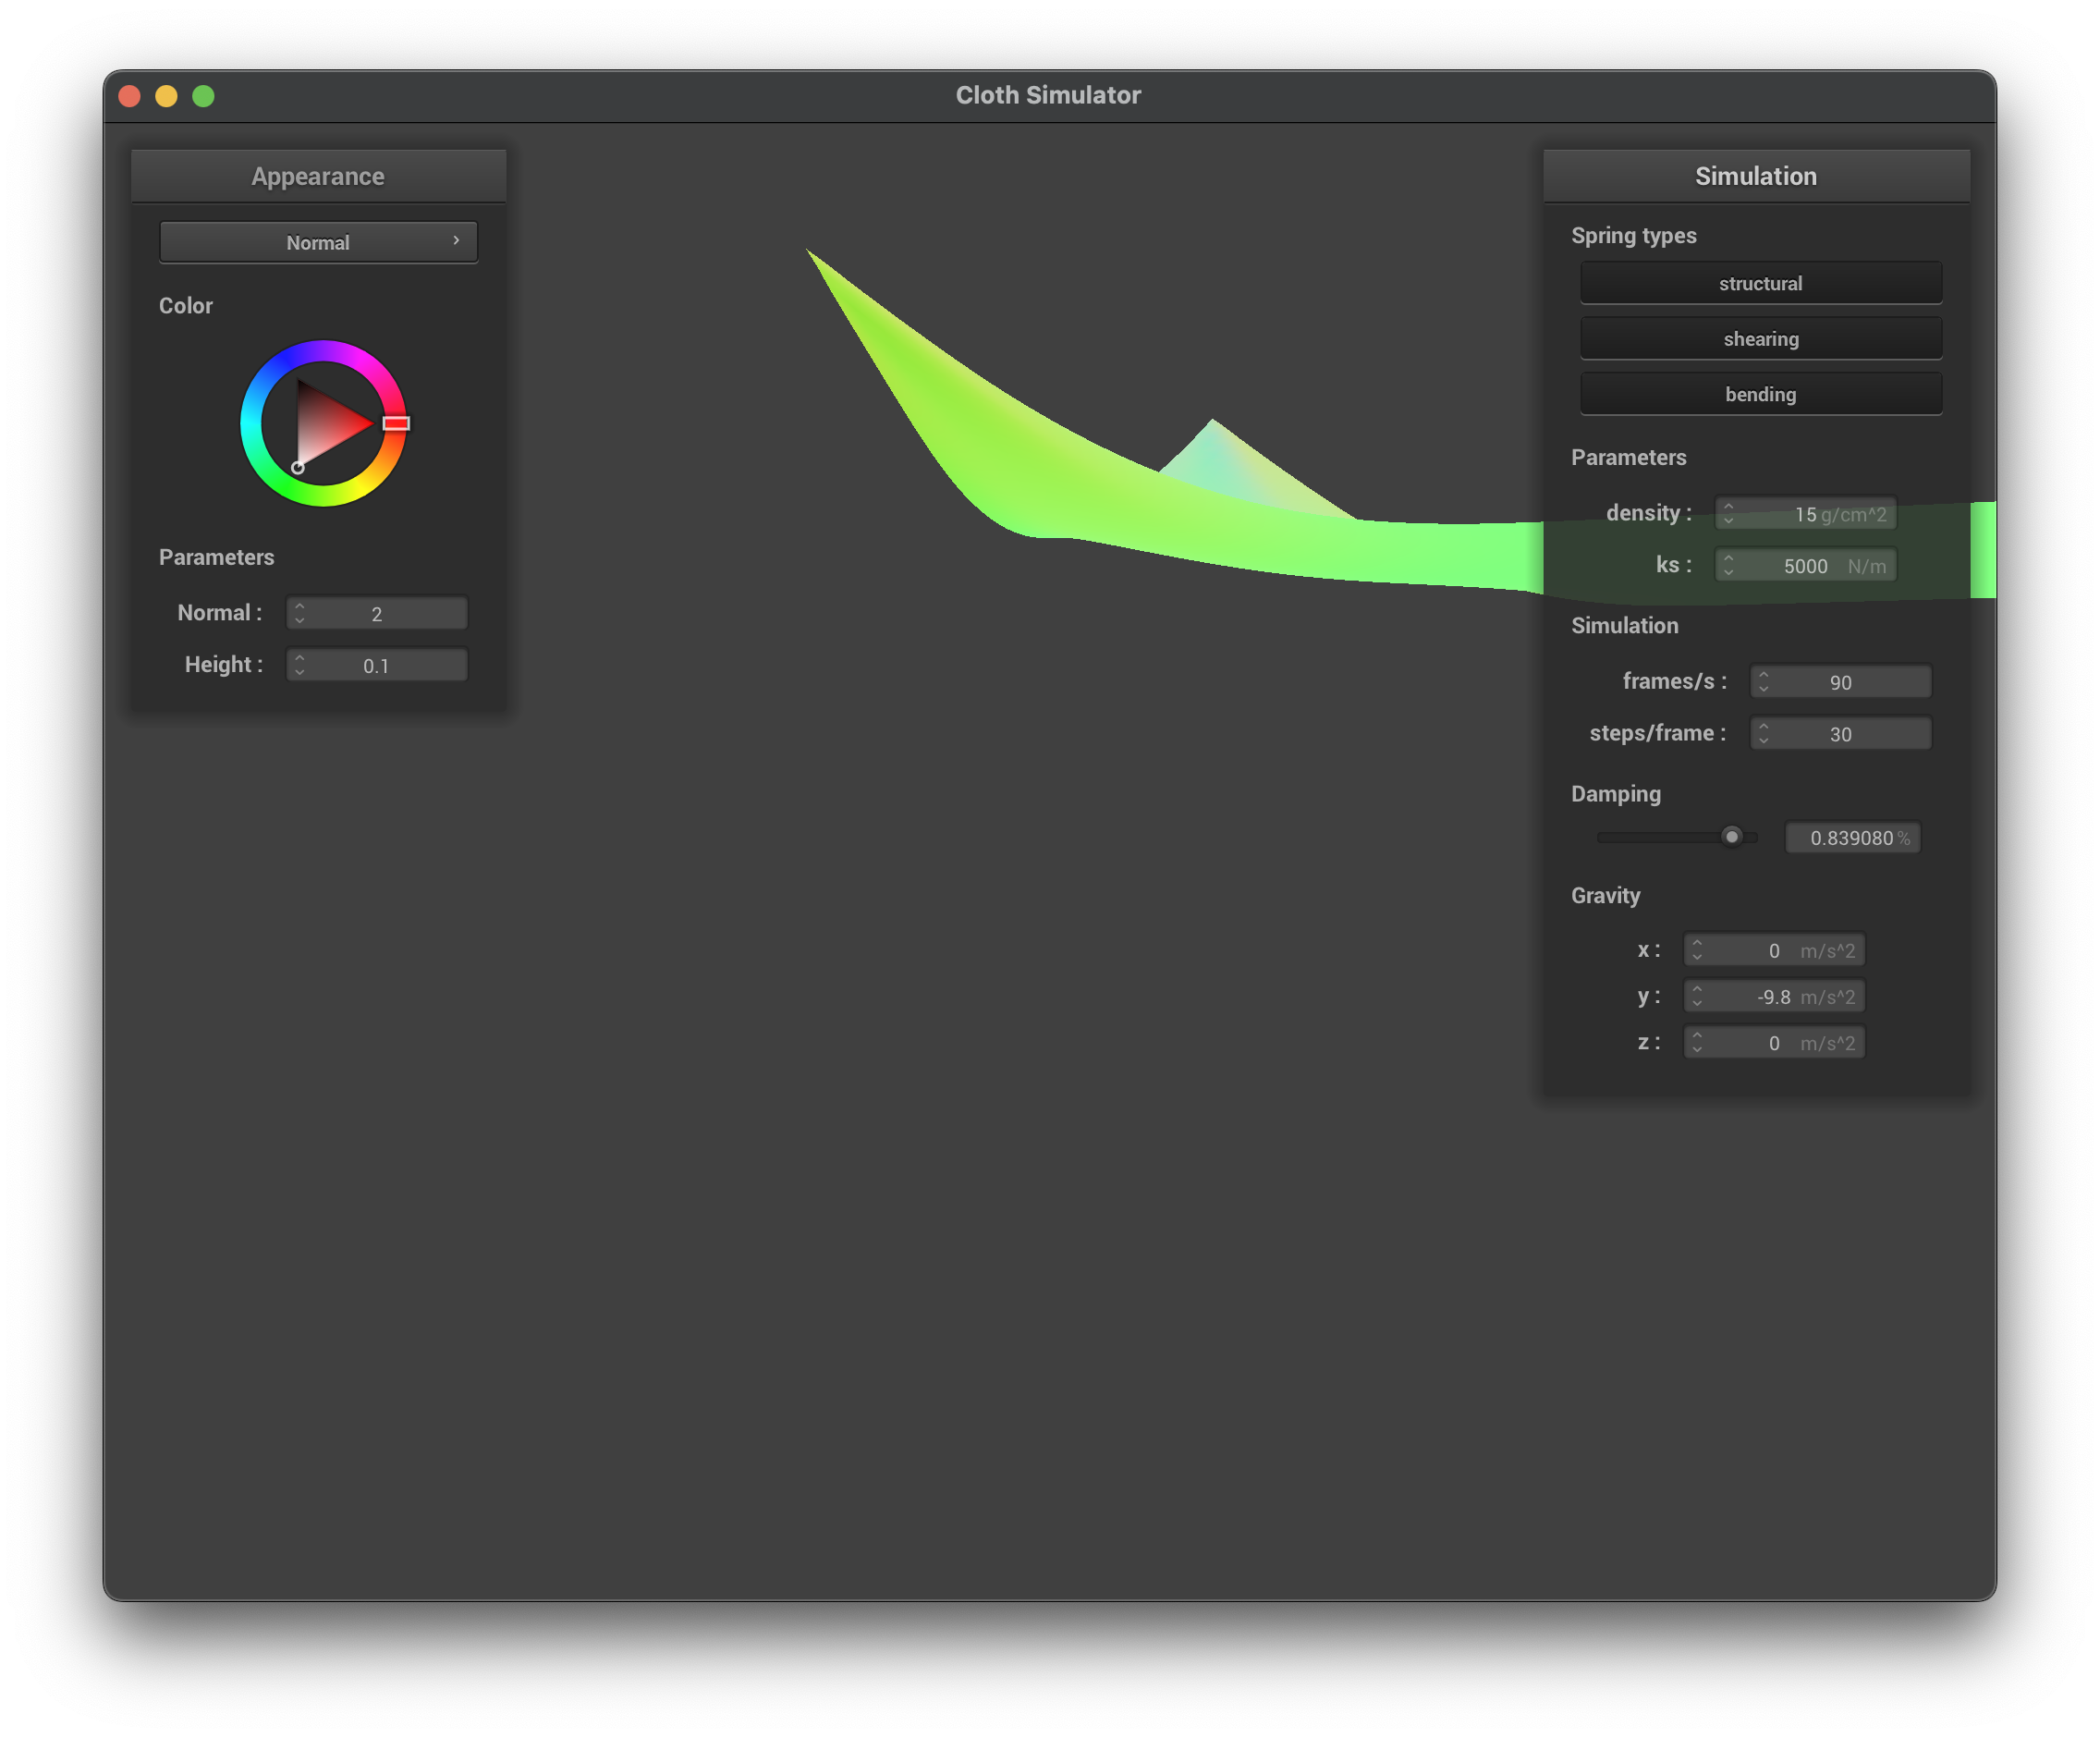 Cloth Simulator
Appearance
Normal
Color
Parameters
Normal :
2
Height :
0.1
Simulation
Spring types
structural
shearing
bending
Parameters
density :
15 g/cm^2
ks :
5000 N/m
Simulation
frames/s :
90
steps/frame :
30
Damping
0.839080 %
Gravity
x :
0 m/s^2
y :
-9.8 m/s^2
z :
0 m/s^2